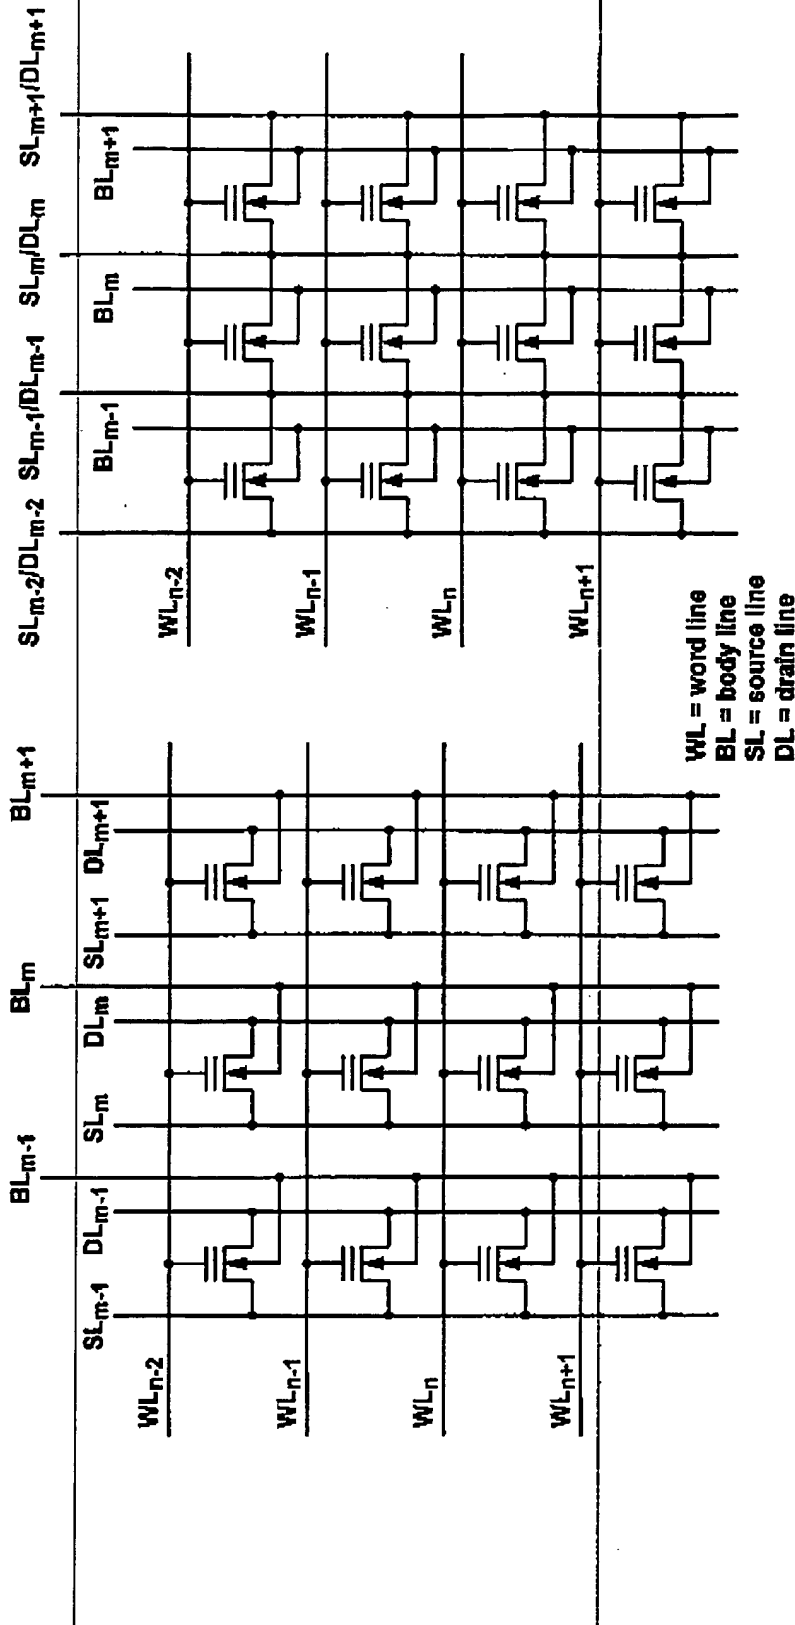 SLm-2/DLm-2 SLm-1/DLm-1 SLm/DLm SLm+1/DLm+1
BLm-1 BLm BLm+1
WLn-2
WLn-1
WLn
WLn+1
BLm-1 BLm BLm+1
SLm-1 DLm-1 SLm DLm SLm+1 DLm+1
WLn-2
WLn-1
WLn
WLn+1
WL = word line
BL = body line
SL = source line
DL = drain line